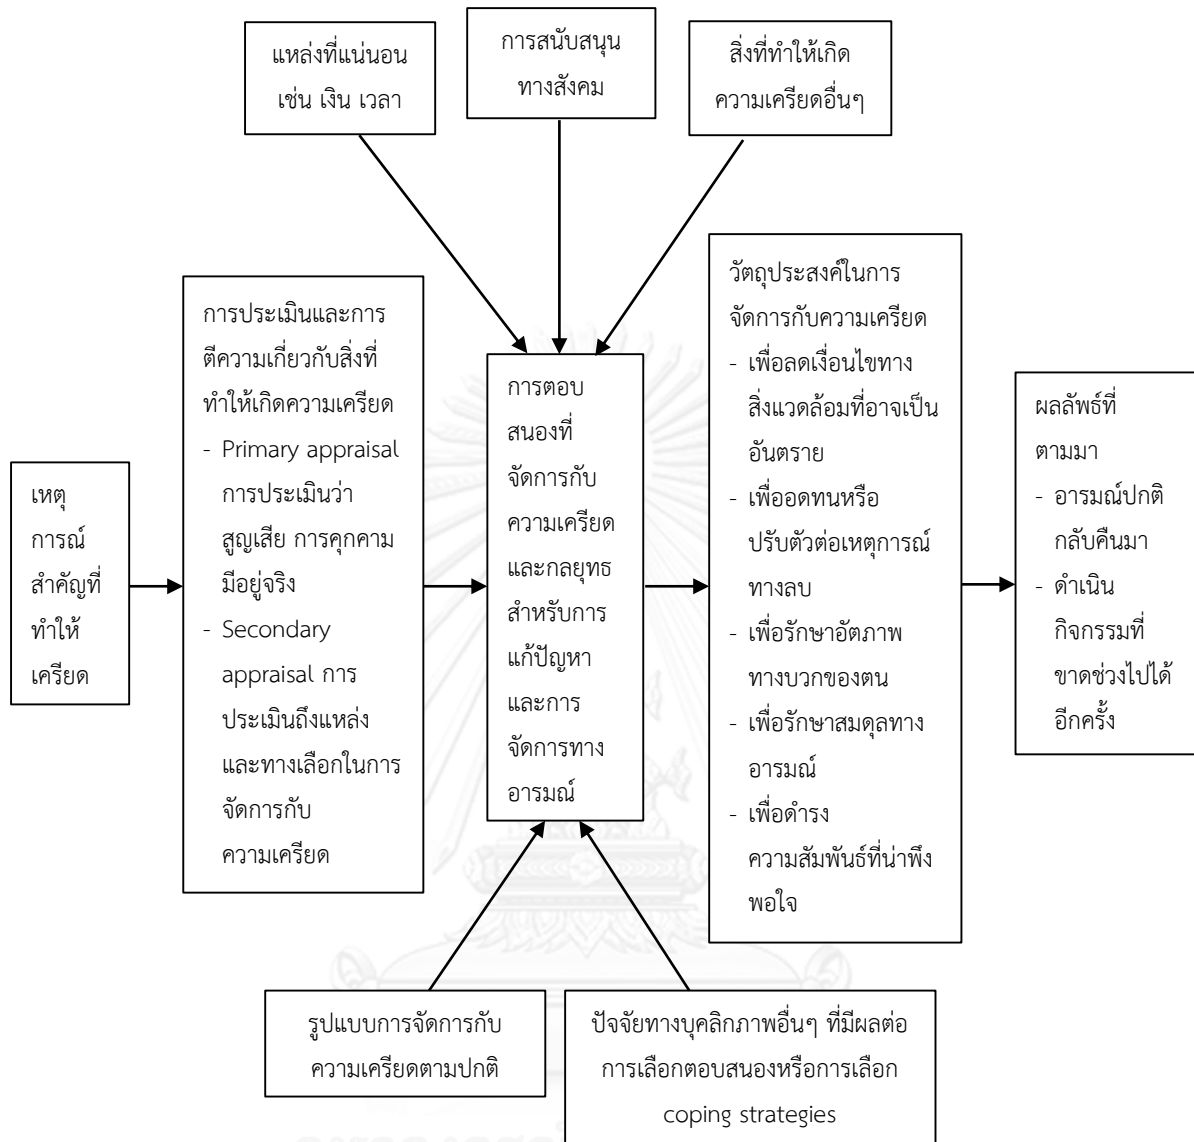 แหล่งที่แน่นอน
เช่น เงิน เวลา
การสนับสนุน
ทางสังคม
สิ่งที่ทำให้เกิด
ความเครียดอื่นๆ
เหตุ
การณ์
สำคัญที่
ทำให้
เครียด
การประเมินและการ
ตีความเกี่ยวกับสิ่งที่
ทำให้เกิดความเครียด
- Primary appraisal
การประเมินว่า
สูญเสีย การคุกคาม
มีอยู่จริง
- Secondary
appraisal การ
ประเมินถึงแหล่ง
และทางเลือกในการ
จัดการกับ
ความเครียด
การตอบ
สนองที่
จัดการกับ
ความเครียด
และกลยุทธ
สำหรับการ
แก้ปัญหา
และการ
จัดการทาง
อารมณ์
วัตถุประสงค์ในการ
จัดการกับความเครียด
- เพื่อลดเงื่อนไขทาง
สิ่งแวดล้อมที่อาจเป็น
อันตราย
- เพื่ออดทนหรือ
ปรับตัวต่อเหตุการณ์
ทางลบ
- เพื่อรักษาอัตภาพ
ทางบวกของตน
- เพื่อรักษาสมดุลทาง
อารมณ์
- เพื่อดำรง
ความสัมพันธ์ที่น่าพึง
พอใจ
ผลลัพธ์ที่
ตามมา
- อารมณ์ปกติ
กลับคืนมา
- ดำเนิน
กิจกรรมที่
ขาดช่วงไปได้
อีกครั้ง
รูปแบบการจัดการกับ
ความเครียดตามปกติ
ปัจจัยทางบุคลิกภาพอื่นๆ ที่มีผลต่อ
การเลือกตอบสนองหรือการเลือก
coping strategies